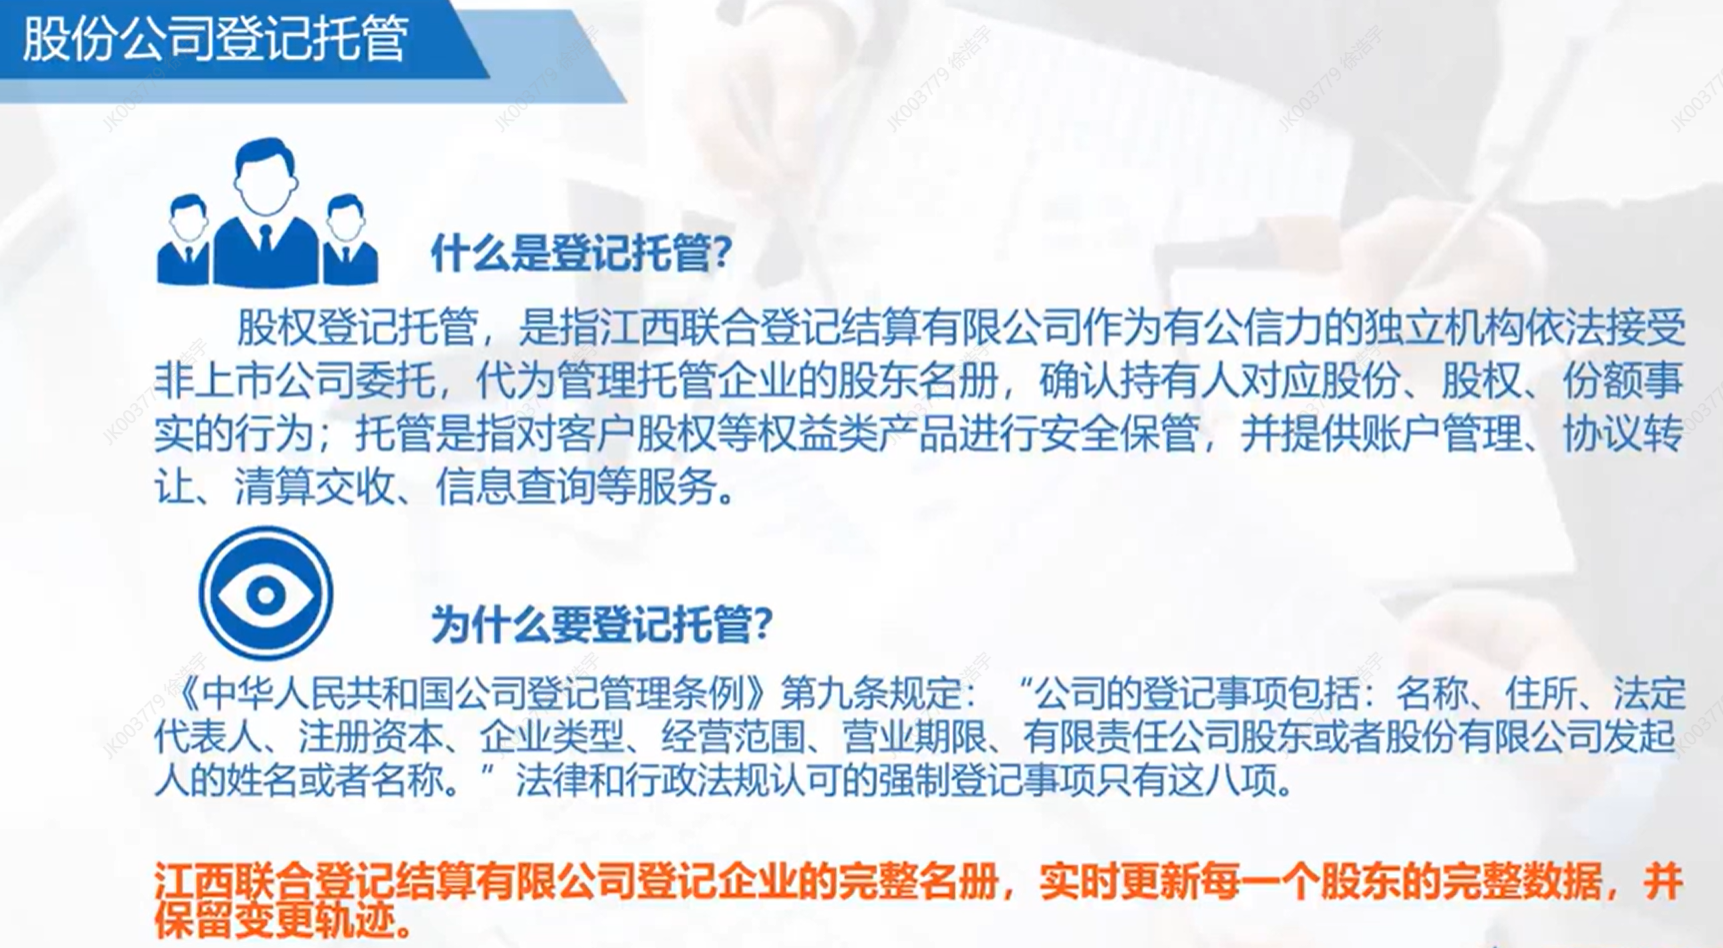 股份公司登记托管
什么是登记托管？
股权登记托管，是指江西联合登记结算有限公司作为有公信力的独立机构依法接受
非上市公司委托，代为管理托管企业的股东名册，确认持有人对应股份、股权、份额事
实的行为；托管是指对客户股权等权益类产品进行安全保管，并提供账户管理、协议转
让、清算交收、信息查询等服务。
为什么要登记托管？
《中华人民共和国公司登记管理条例》第九条规定：“公司的登记事项包括：名称、住所、法定
代表人、注册资本、企业类型、经营范围、营业期限、有限责任公司股东或者股份有限公司发起
人的姓名或者名称。”法律和行政法规认可的强制登记事项只有这八项。
江西联合登记结算有限公司登记企业的完整名册，实时更新每一个股东的完整数据，并
保留变更轨迹。
JK003779 徐浩宇